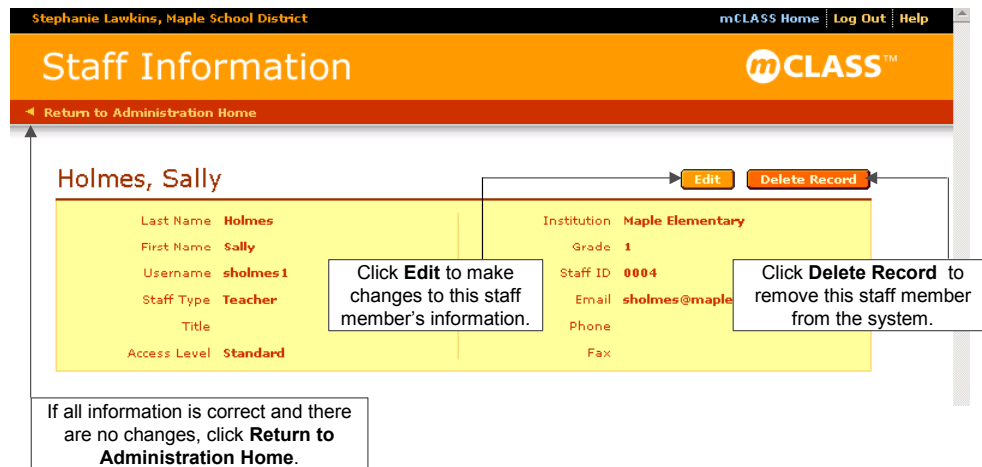 Stephanie Lawkins, Maple School District
mCLASS Home Log Out Help
Staff Information
mCLASS™
Return to Administration Home
Holmes, Sally
Edit
Delete Record
Last Name Holmes
First Name Sally
Username sholmes1
Staff Type Teacher
Title
Access Level Standard
Institution Maple Elementary
Grade 1
Staff ID 0004
Email sholmes@maple
Phone
Fax
Click Edit to make
changes to this staff
member's information.
Click Delete Record to
remove this staff member
from the system.
If all information is correct and there
are no changes, click Return to
Administration Home.